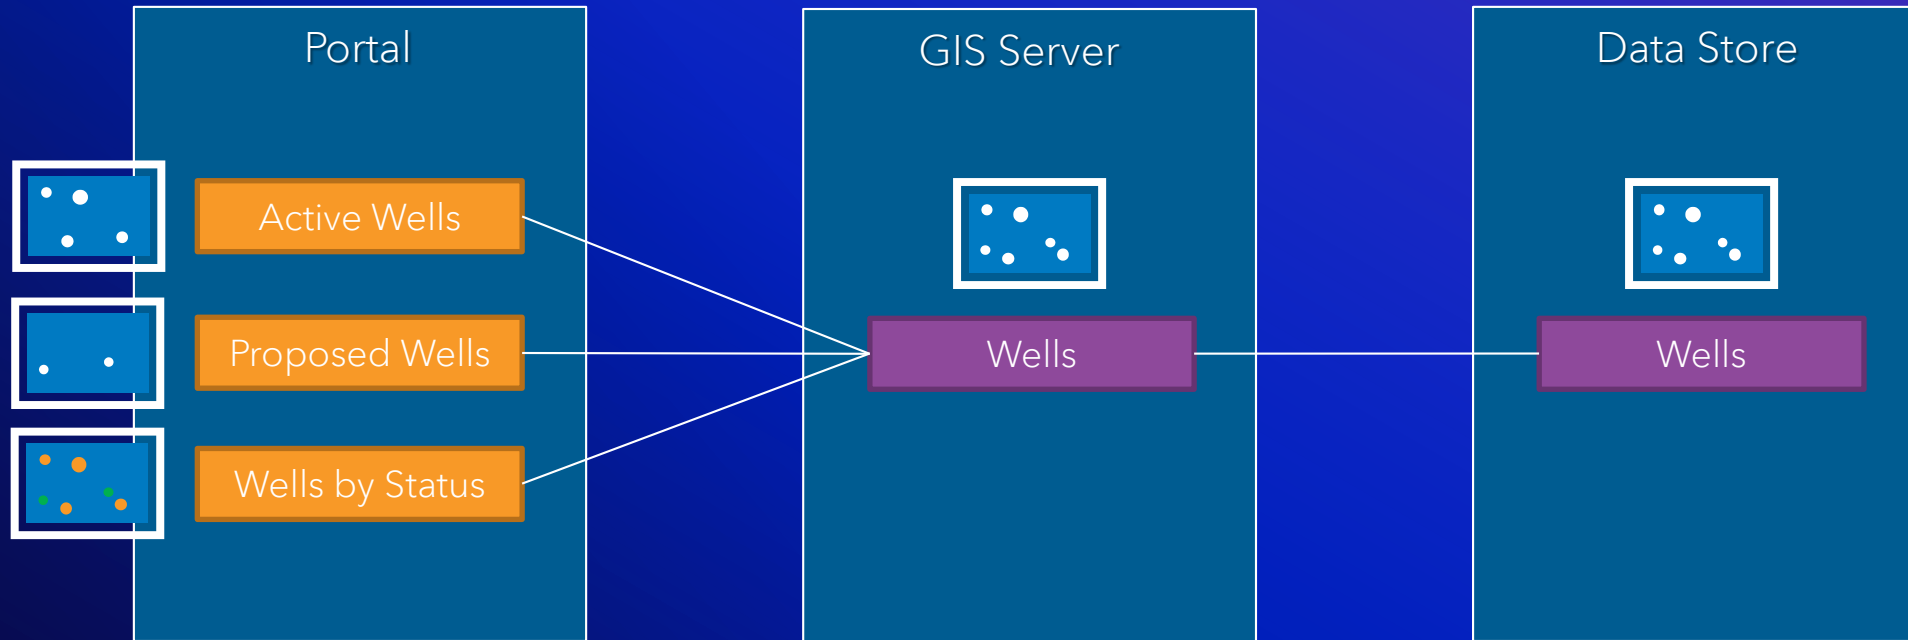 Portal
GIS Server
Data Store
Active Wells
Proposed Wells
Wells
Wells
Wells by Status